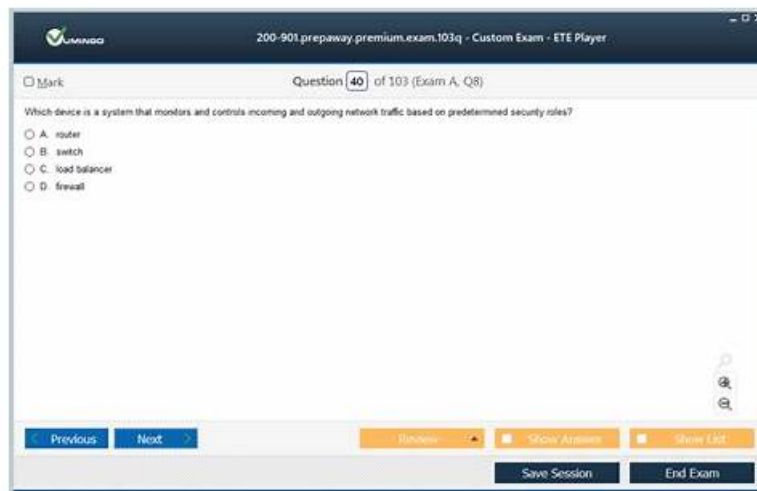 VUMINGO
200-901.prepaway.premium.exam.103q - Custom Exam - ETE Player
Mark
Question 40 of 103 (Exam A, Q8)
Which device is a system that monitors and controls incoming and outgoing network traffic based on predetermined security roles?
A. router
B. switch
C. load balancer
D. firewall
Previous
Next
Review
Show Answer
Show List
Save Session
End Exam